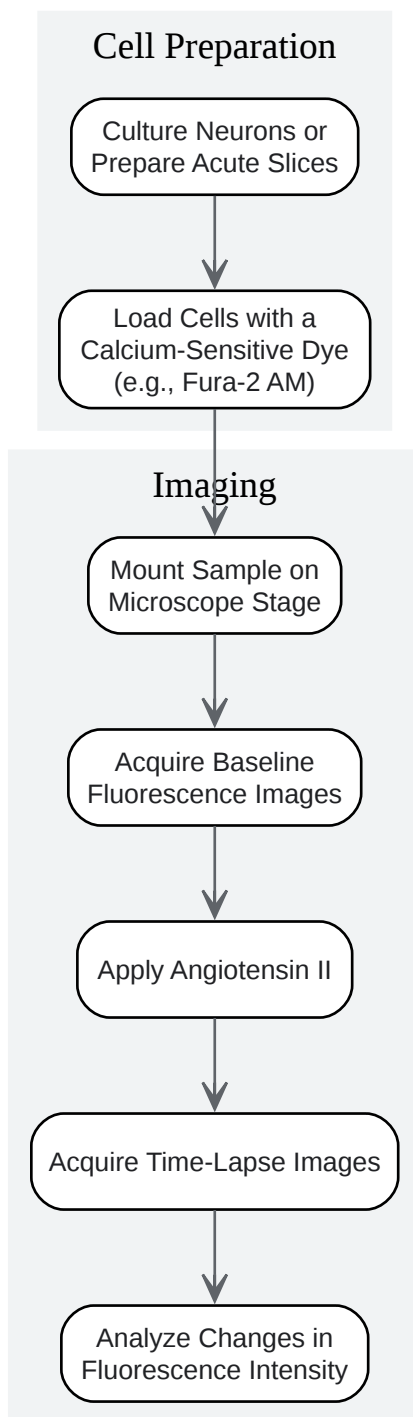 Cell Preparation
Culture Neurons or
Prepare Acute Slices
Load Cells with a
Calcium-Sensitive Dye
(e.g., Fura-2 AM)
Imaging
Mount Sample on
Microscope Stage
Acquire Baseline
Fluorescence Images
Apply Angiotensin II
Acquire Time-Lapse Images
Analyze Changes in
Fluorescence Intensity